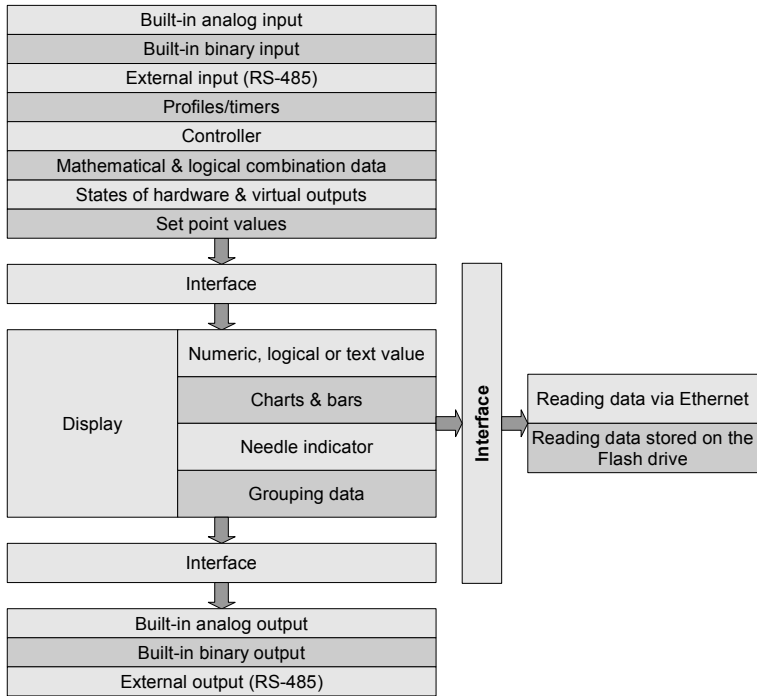 Built-in analog input
Built-in binary input
External input (RS-485)
Profiles/timers
Controller
Mathematical & logical combination data
States of hardware & virtual outputs
Set point values
Interface
Display
Numeric, logical or text value
Charts & bars
Needle indicator
Grouping data
Interface
Reading data via Ethernet
Reading data stored on the
Flash drive
Interface
Built-in analog output
Built-in binary output
External output (RS-485)